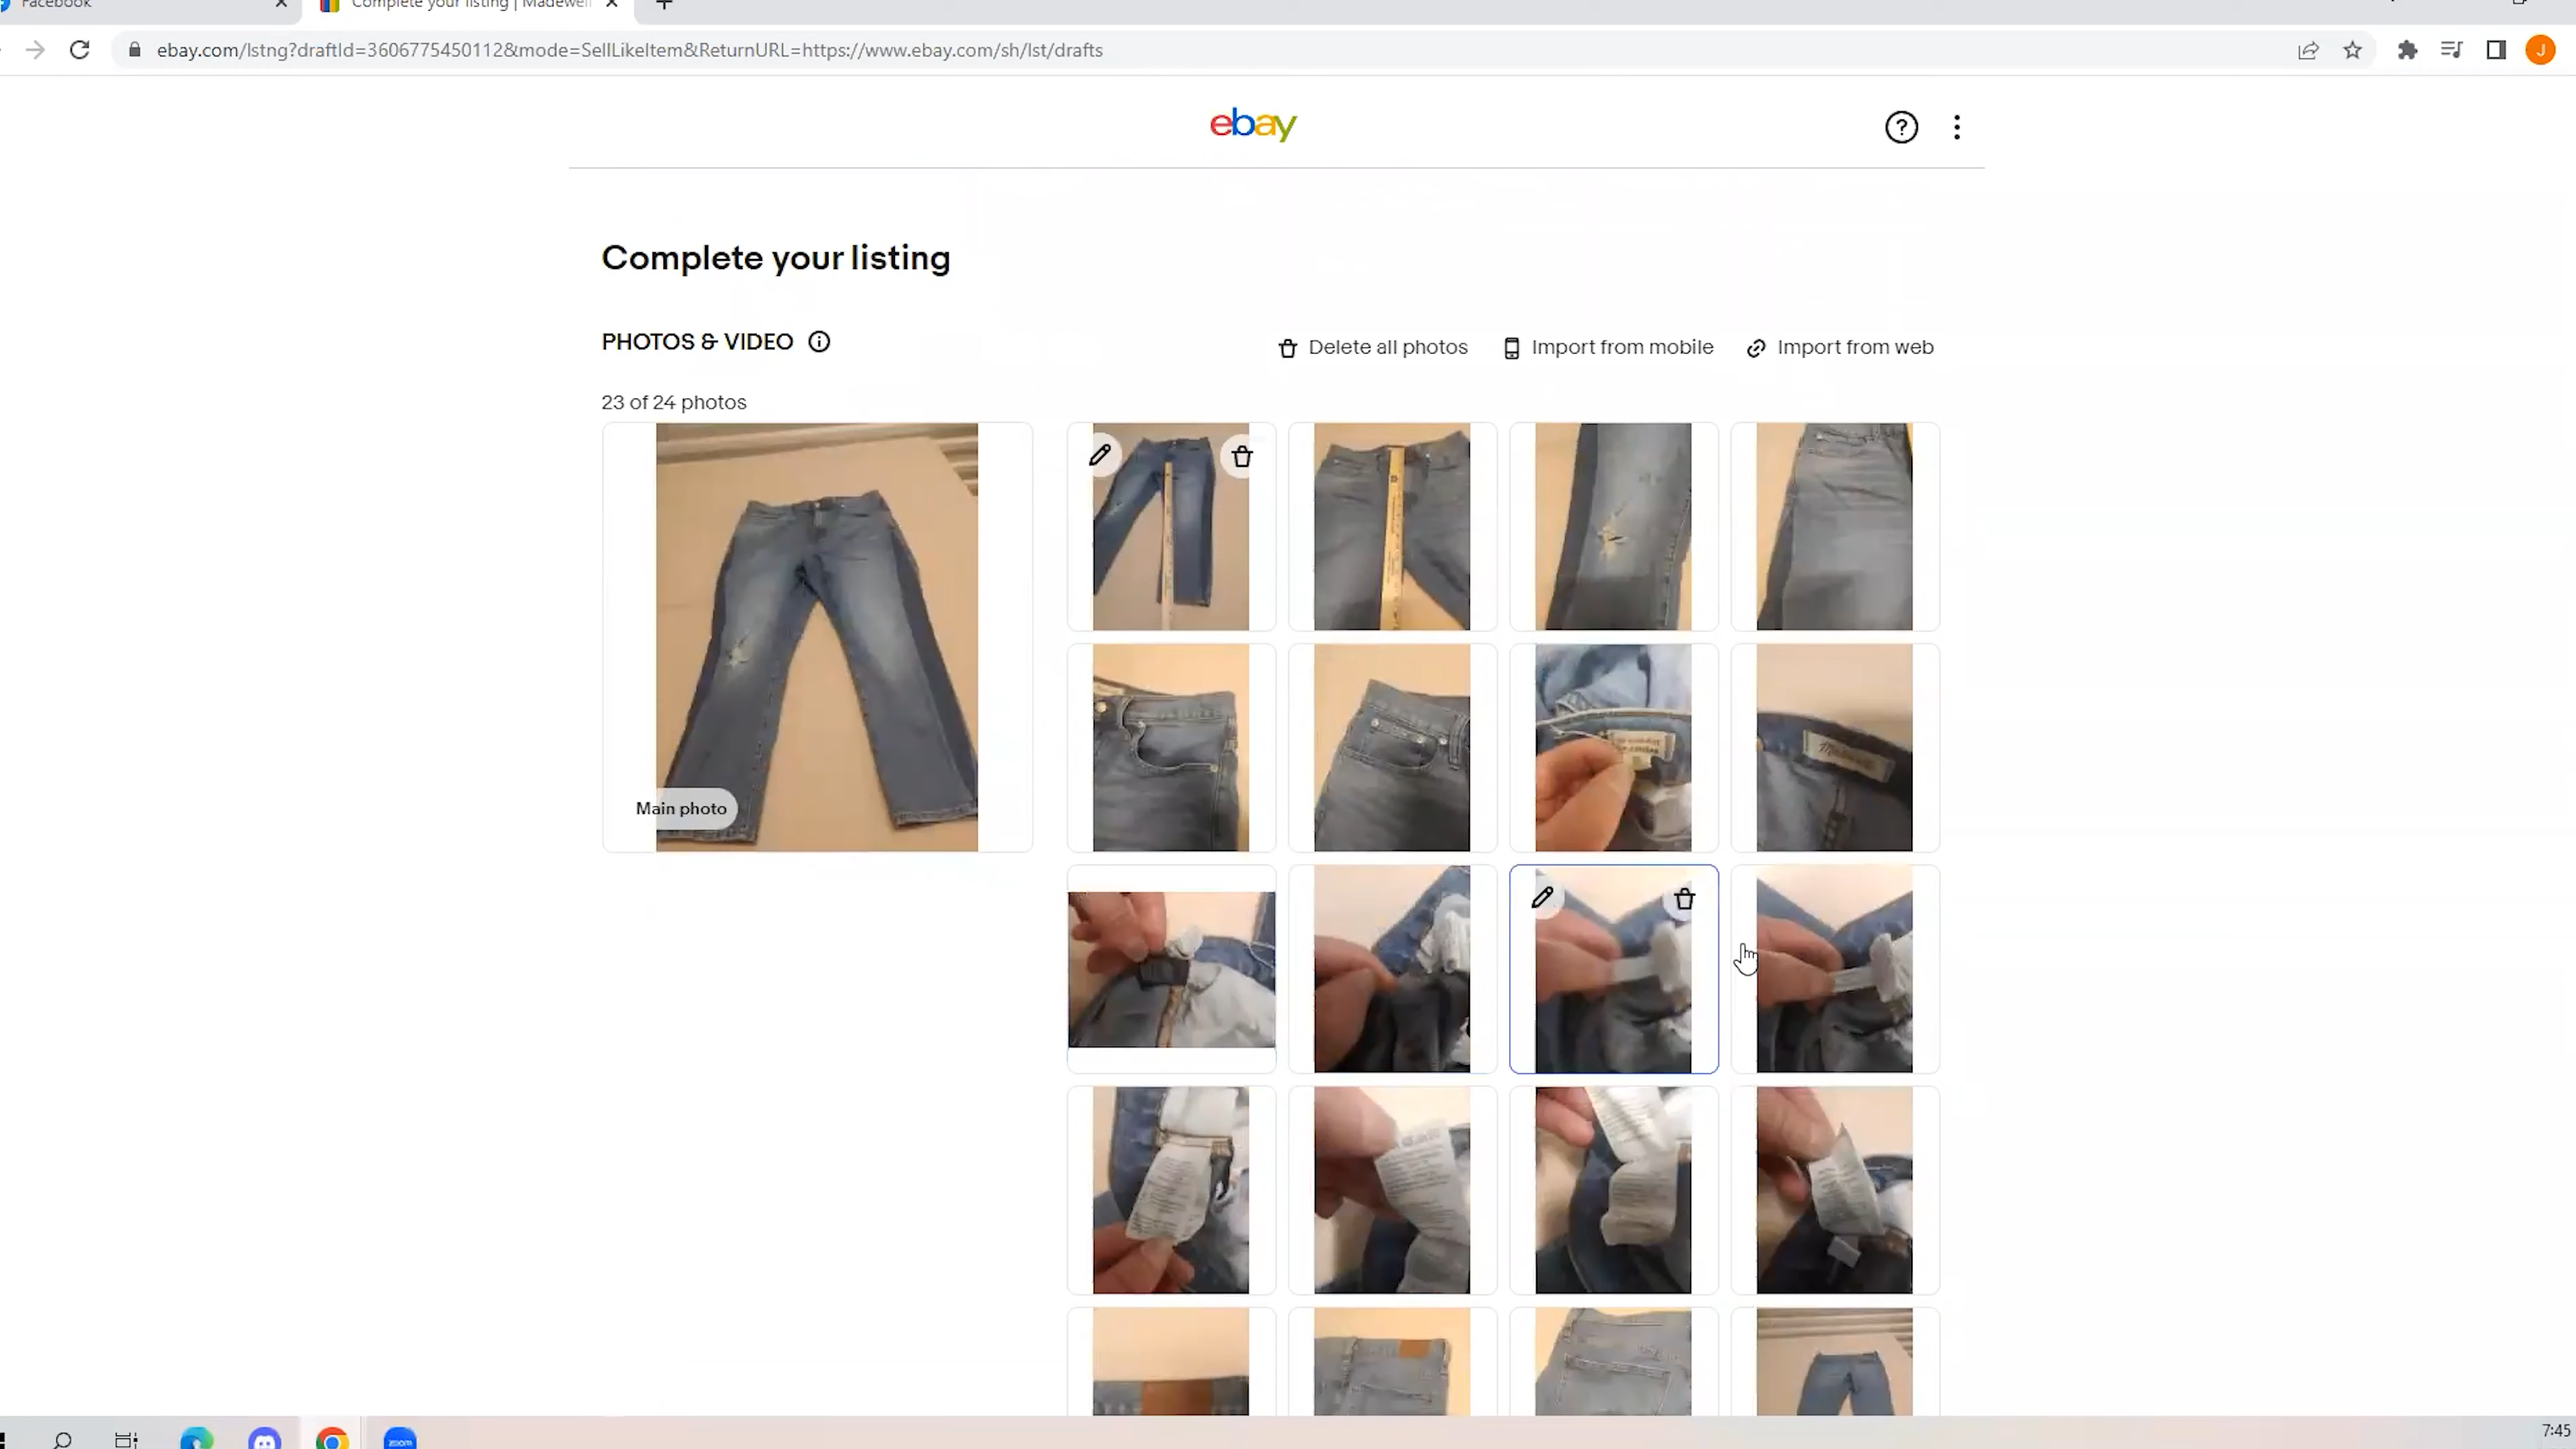 Facebook
Complete your listing | Madewell
ebay.com/lstng?draftId=3606775450112&mode=SellLikeItem&ReturnURL=https://www.ebay.com/sh/lst/drafts
J
ebay
?
Complete your listing
PHOTOS & VIDEO
Delete all photos
Import from mobile
Import from web
23 of 24 photos
Main photo
zoom
7:45